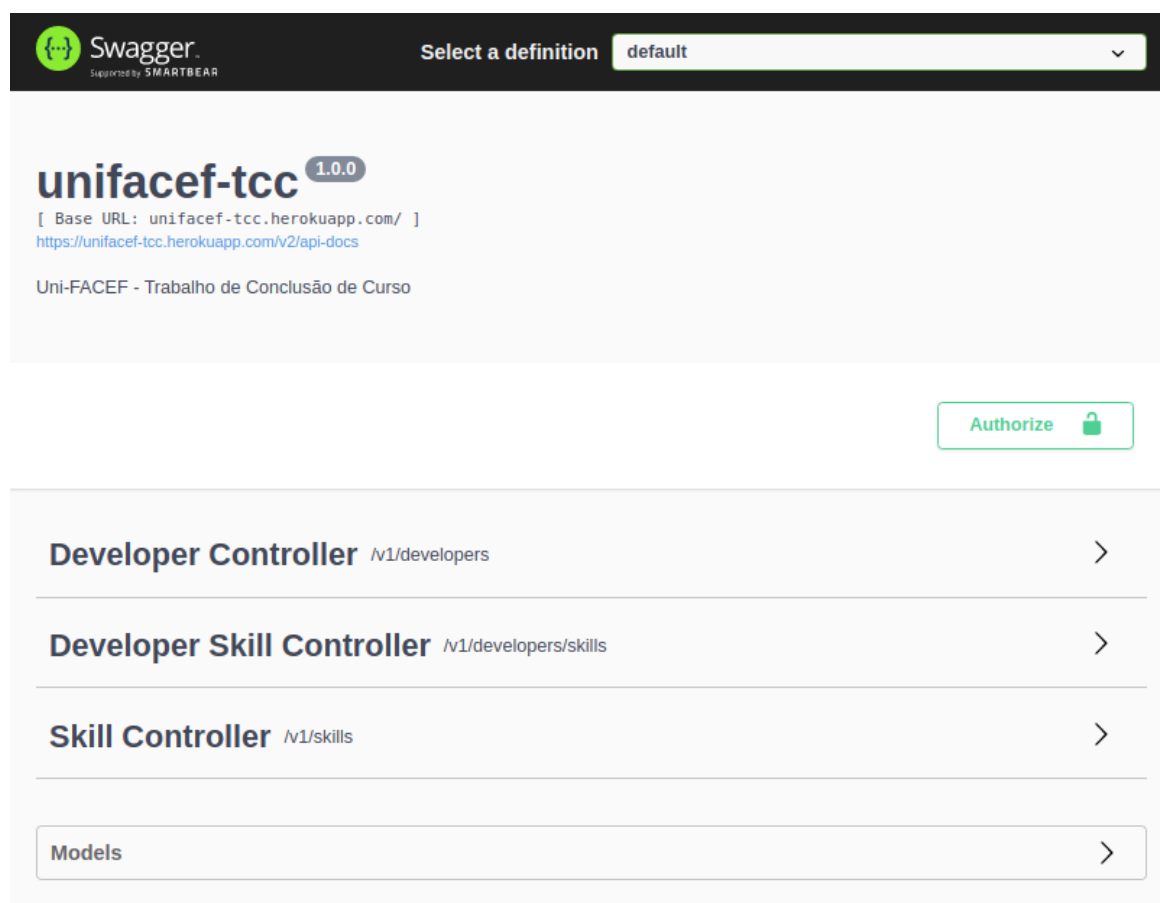 Swagger
Supported by SMARTBEAR
Select a definition default
unifacef-tcc 1.0.0
[ Base URL: unifacef-tcc.herokuapp.com/ ]
https://unifacef-tcc.herokuapp.com/v2/api-docs
Uni-FACEF - Trabalho de Conclusão de Curso
Authorize
Developer Controller /v1/developers
Developer Skill Controller /v1/developers/skills
Skill Controller /v1/skills
Models